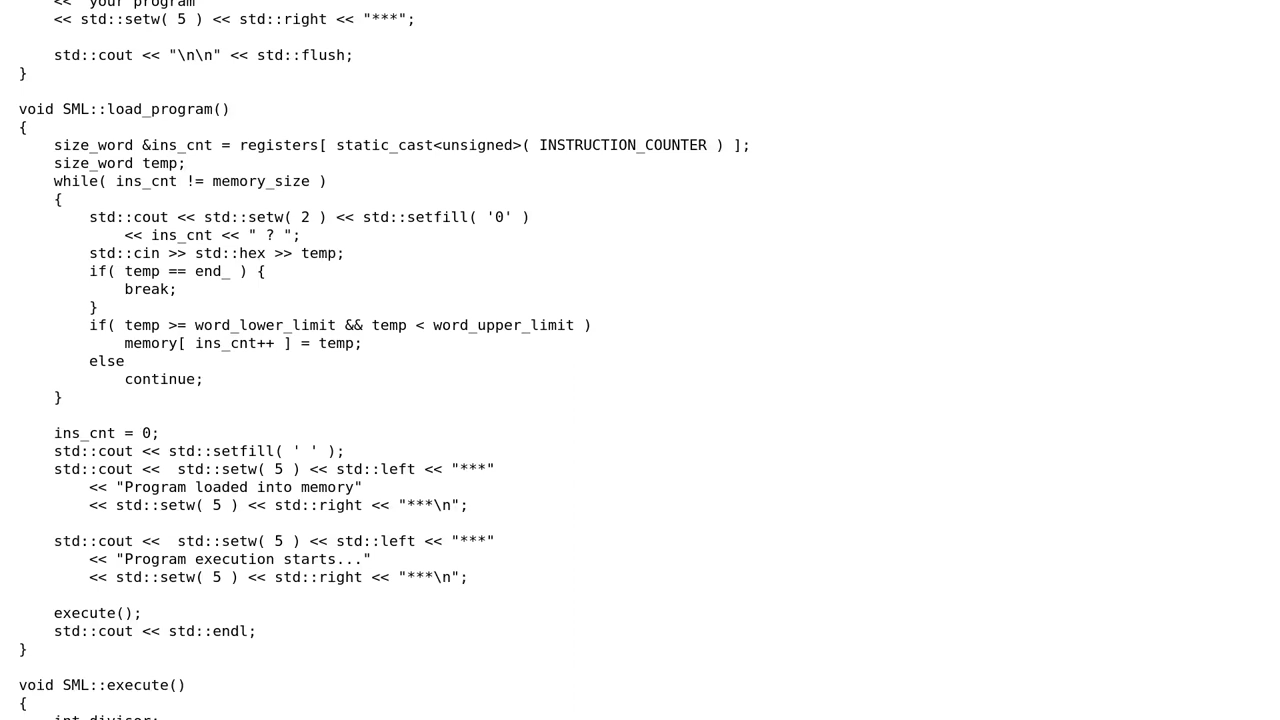 << "your program"
<< std::setw( 5 ) << std::right << "***";
std::cout << "\n\n" << std::flush;
}
void SML::load_program()
{
size_word &ins_cnt = registers[ static_cast<unsigned>( INSTRUCTION_COUNTER ) ];
size_word temp;
while( ins_cnt != memory_size )
{
std::cout << std::setw( 2 ) << std::setfill( '0' )
<< ins_cnt << " ? ";
std::cin >> std::hex >> temp;
if( temp == end_ ) {
break;
}
if( temp >= word_lower_limit && temp < word_upper_limit )
memory[ ins_cnt++ ] = temp;
else
continue;
}
ins_cnt = 0;
std::cout << std::setfill( ' ' );
std::cout <<  std::setw( 5 ) << std::left << "***"
<< "Program loaded into memory"
<< std::setw( 5 ) << std::right << "***\n";
std::cout <<  std::setw( 5 ) << std::left << "***"
<< "Program execution starts..."
<< std::setw( 5 ) << std::right << "***\n";
execute();
std::cout << std::endl;
}
void SML::execute()
{
int divisor;